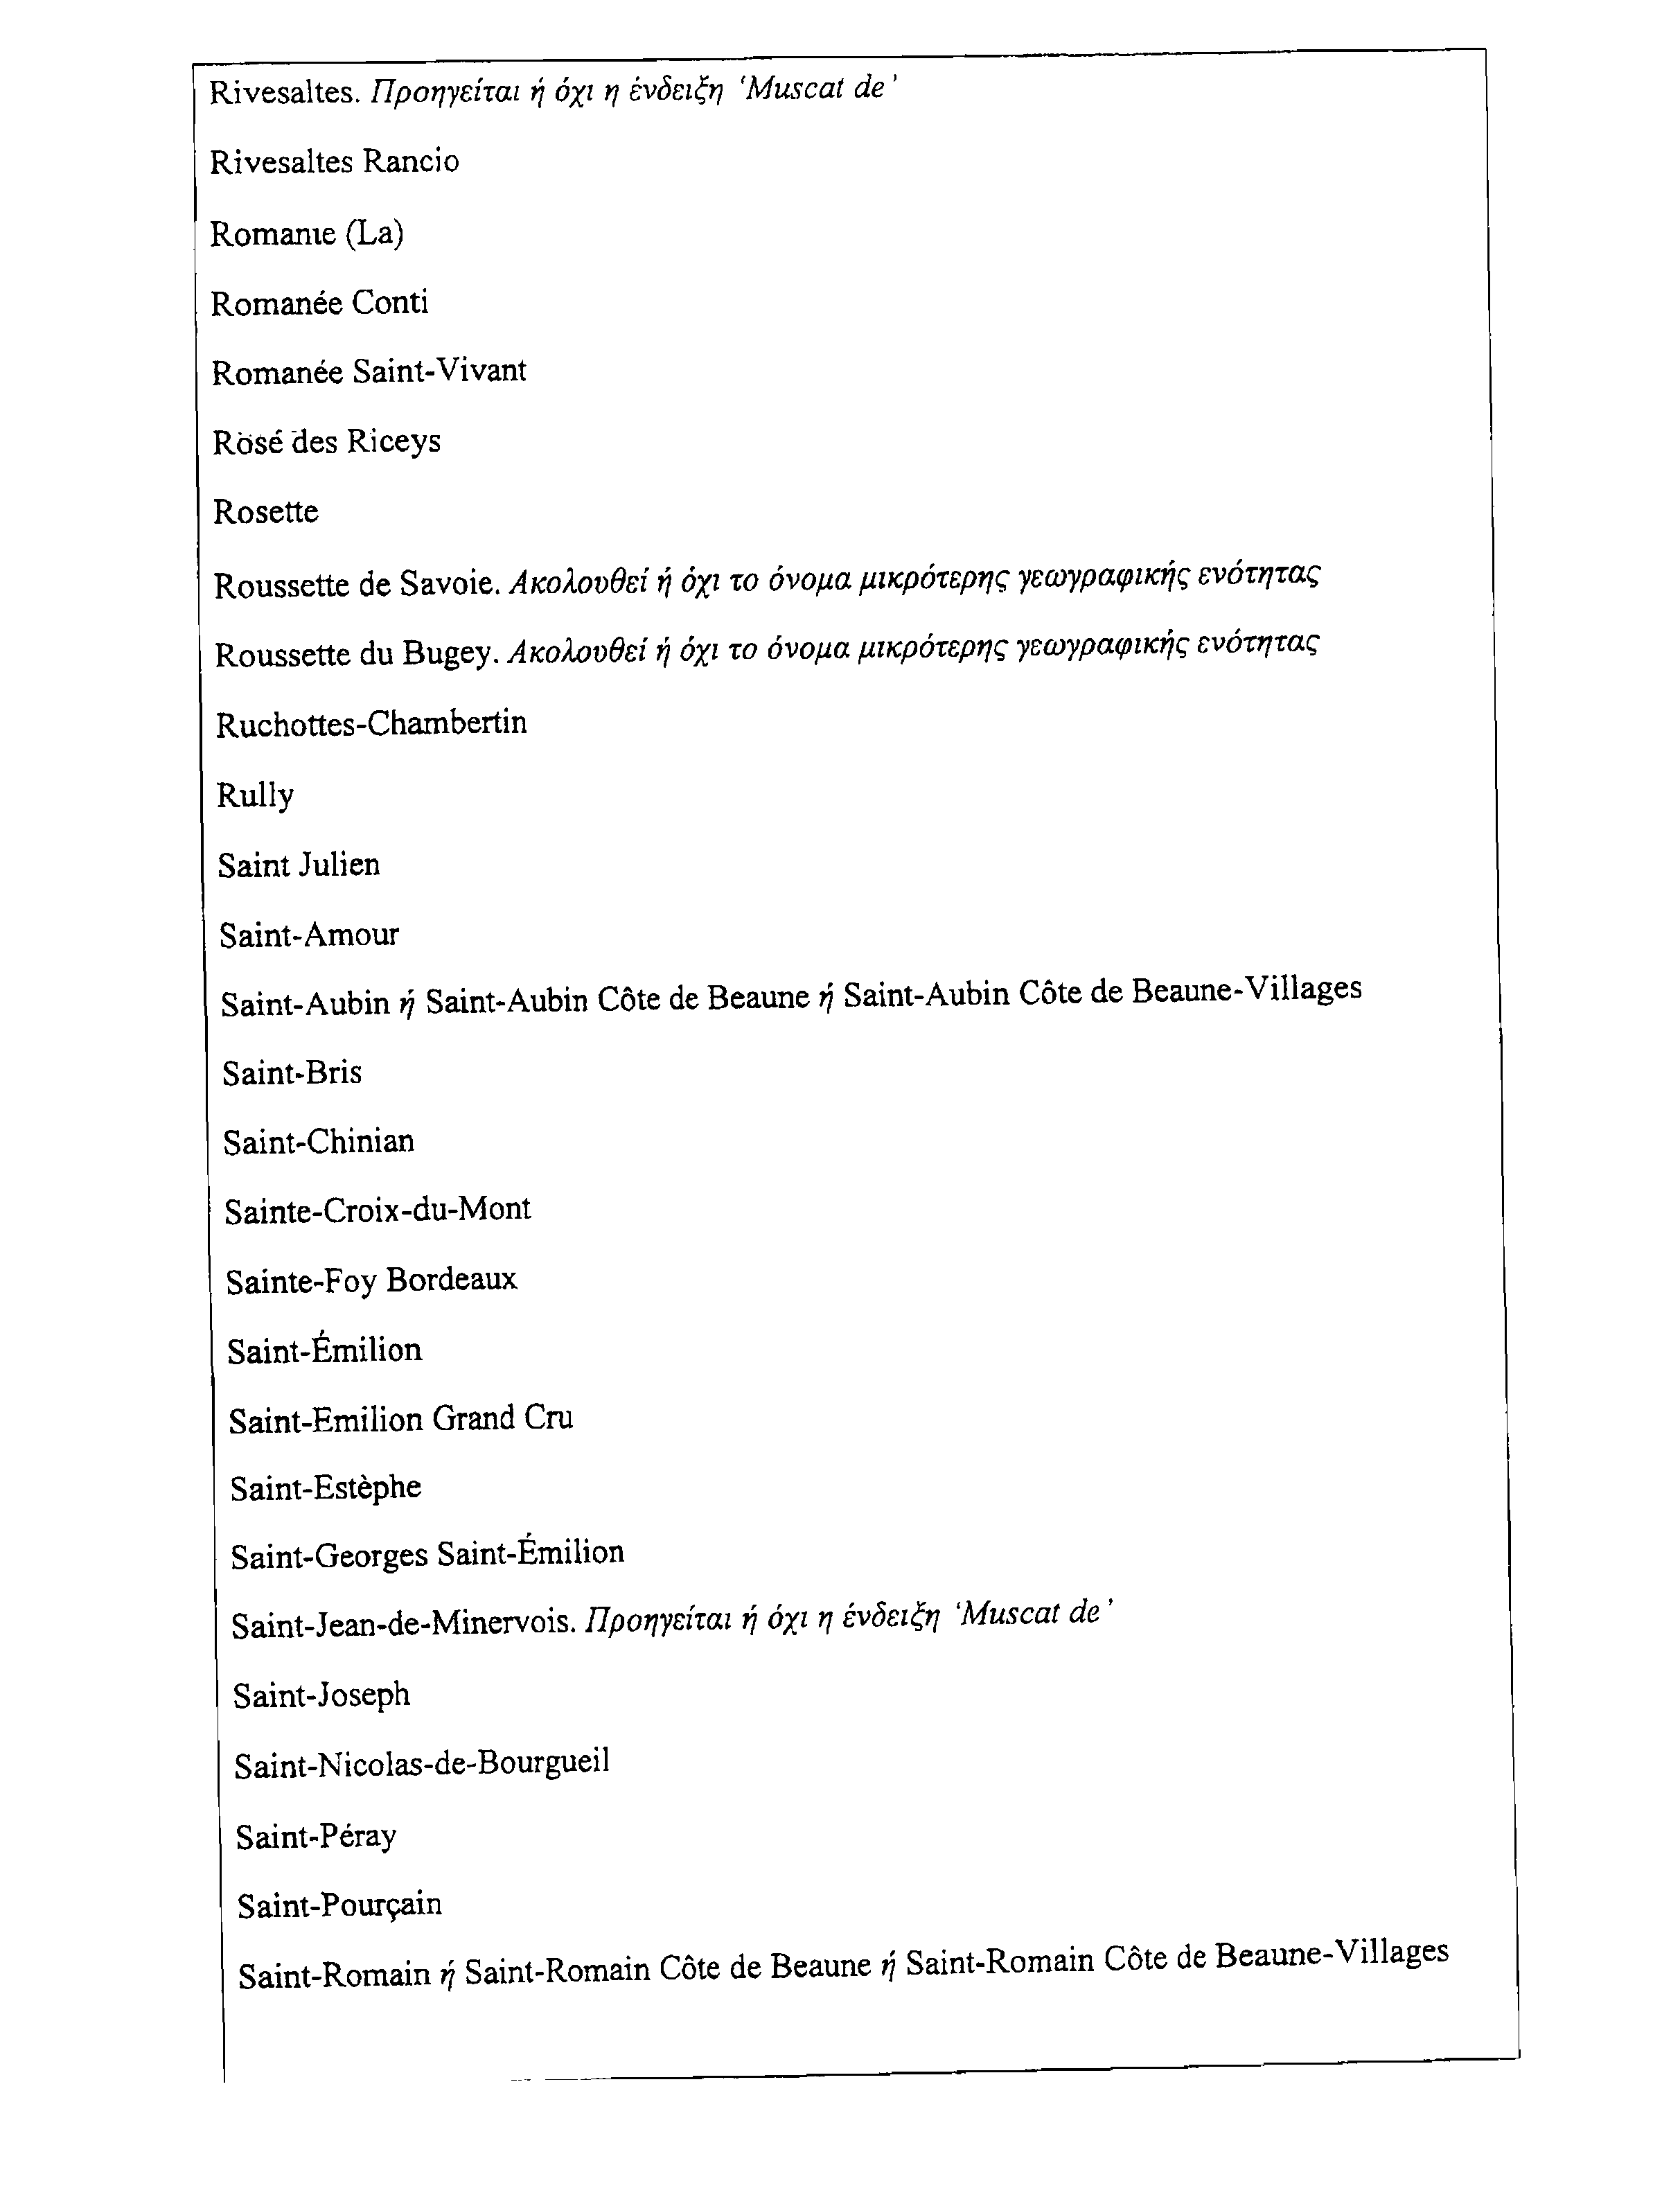 Rivesaltes. Προηγείται ή όχι η ένδειξη ‘Muscat de’
Rivesaltes Rancio
Romanιe (La)
Romanée Conti
Romanée Saint-Vivant
Rosé des Riceys
Rosette
Roussette de Savoie. Ακολουθεί ή όχι το όνομα μικρότερης γεωγραφικής ενότητας
Roussette du Bugey. Ακολουθεί ή όχι το όνομα μικρότερης γεωγραφικής ενότητας
Ruchottes-Chambertin
Rully
Saint Julien
Saint-Amour
Saint-Aubin ή Saint-Aubin Côte de Beaune ή Saint-Aubin Côte de Beaune-Villages
Saint-Bris
Saint-Chinian
Sainte-Croix-du-Mont
Sainte-Foy Bordeaux
Saint-Émilion
Saint-Emilion Grand Cru
Saint-Estèphe
Saint-Georges Saint-Émilion
Saint-Jean-de-Minervois. Προηγείται ή όχι η ένδειξη ‘Muscat de’
Saint-Joseph
Saint-Nicolas-de-Bourgueil
Saint-Péray
Saint-Pourçain
Saint-Romain ή Saint-Romain Côte de Beaune ή Saint-Romain Côte de Beaune-Villages